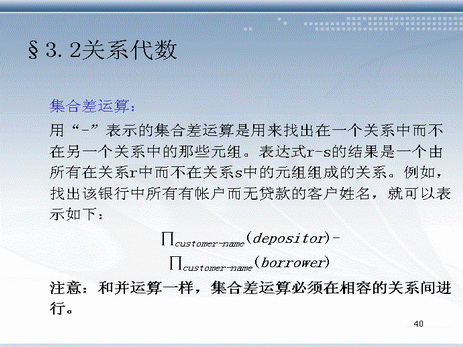 §3.2关系代数
集合差运算：
用“-”表示的集合差运算是用来找出在一个关系中而不
在另一个关系中的那些元组。表达式r-s的结果是一个由
所有在关系r中而不在关系s中的元组组成的关系。例如，
找出该银行中所有有帐户而无贷款的客户姓名，就可以表
示如下：
∏customer-name(depositor)-
∏customer-name(borrower)
注意：和并运算一样，集合差运算必须在相容的关系间进
行。
40